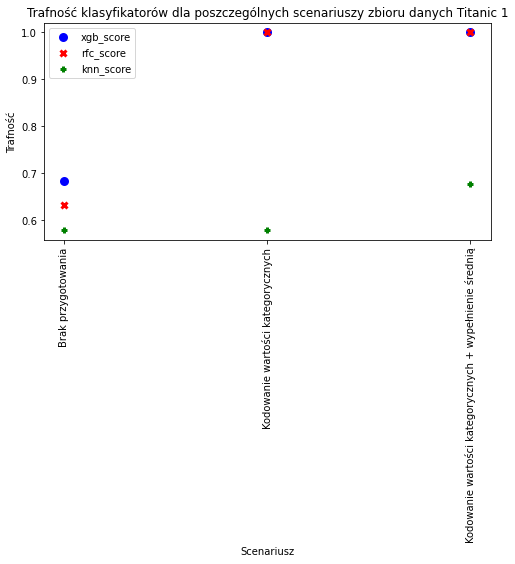 Trafność klasyfikatorów dla poszczególnych scenariuszy zbioru danych Titanic 1
xgb_score
rfc_score
knn_score
Trafność
1.0
0.9
0.8
0.7
0.6
Brak przygotowania
Kodowanie wartości kategorycznych
Kodowanie wartości kategorycznych + wypełnienie średnią
Scenariusz